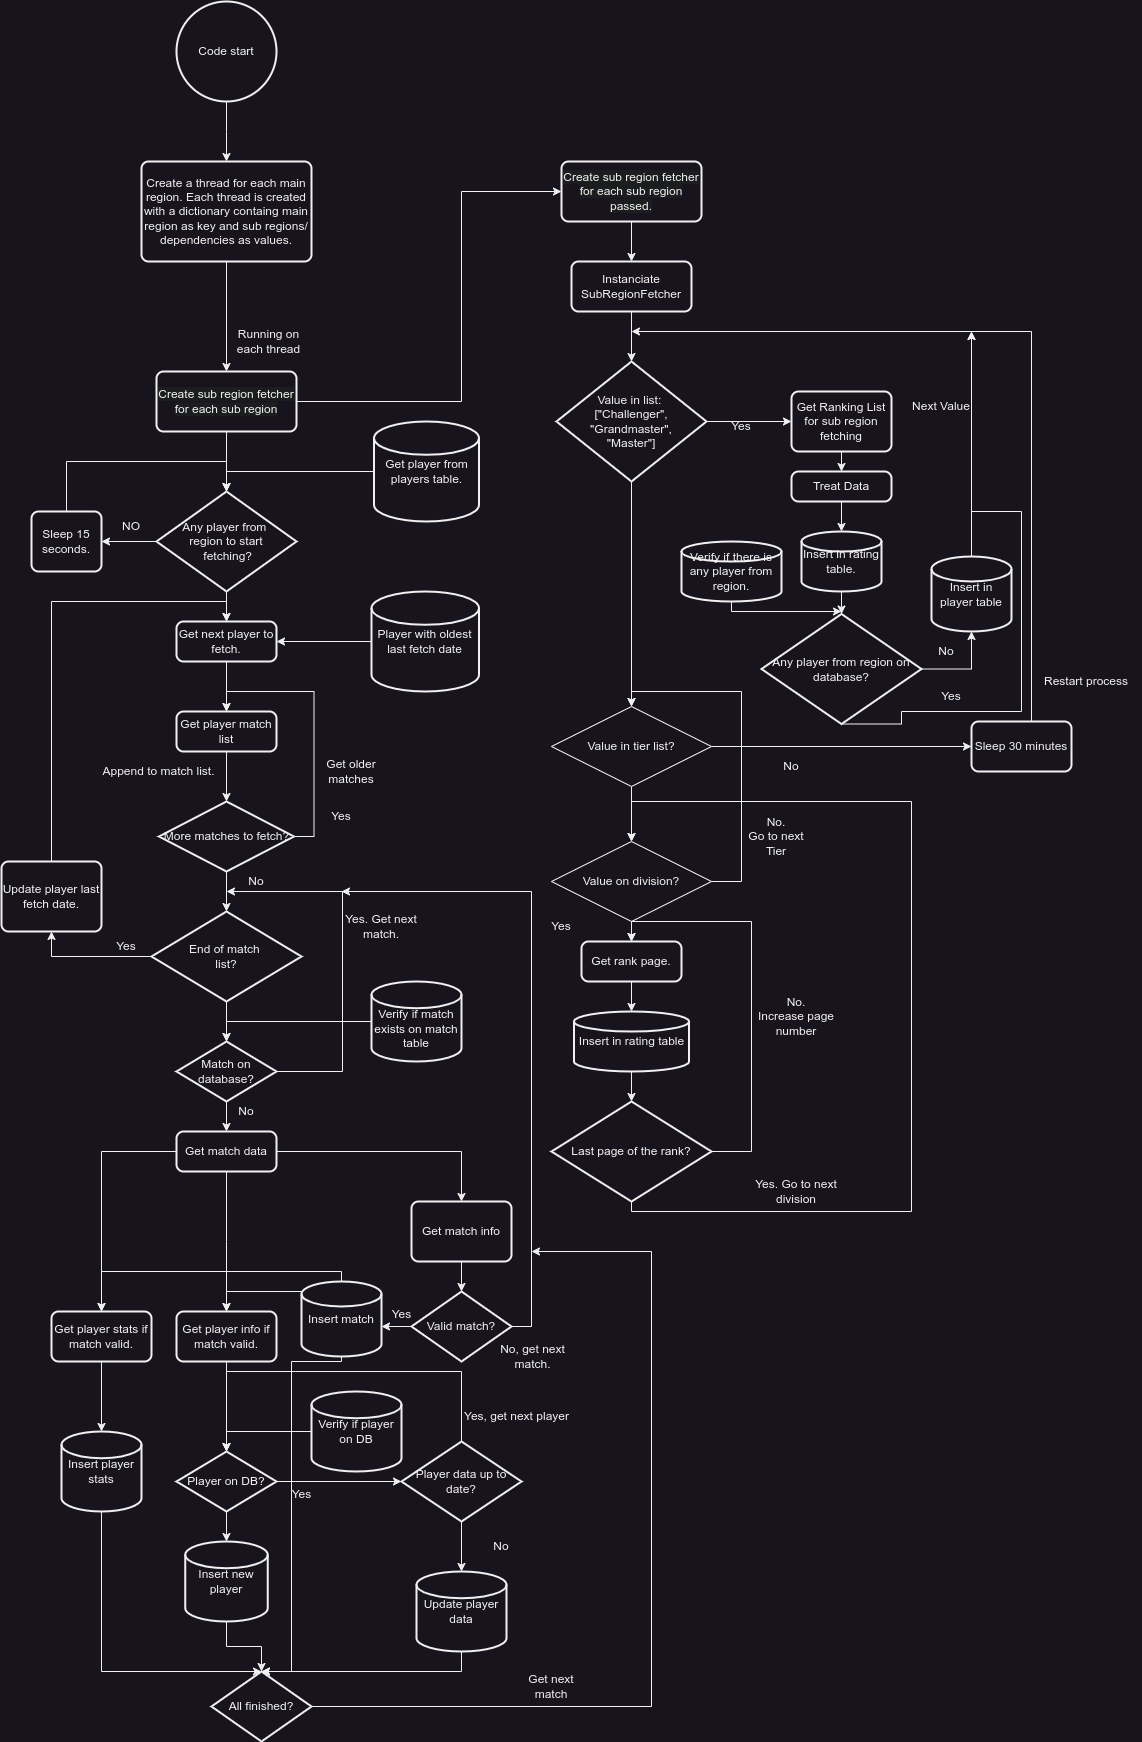 Code start
Create a thread for each main
region. Each thread is created
with a dictionary containg main
region as key and sub regions/
dependencies as values.
Running on
each thread
Create sub region fetcher
for each sub region
Get player from
players table.
Sleep 15
seconds.
NO
Any player from
region to start
fetching?
Get next player to
fetch.
Player with oldest
last fetch date
Get player match
list
Append to match list.
Get older
matches
Yes
More matches to fetch?
No
Update player last
fetch date.
Yes
End of match
list?
Yes. Get next
match.
Verify if match
exists on match
table
Match on
database?
No
Get match data
Get match info
Get player stats if
match valid.
Get player info if
match valid.
Insert match
Yes
Valid match?
No, get next
match.
Verify if player
on DB
Yes, get next player
Insert player
stats
Player on DB?
Yes
Player data up to
date?
No
Insert new
player
Update player
data
All finished?
Get next
match
Create sub region fetcher
for each sub region
passed.
Instanciate
SubRegionFetcher
Value in list:
["Challenger",
"Grandmaster",
"Master"]
Yes
Get Ranking List
for sub region
fetching
Next Value
Treat Data
Insert in rating
table.
Verify if there is
any player from
region.
Insert in
player table
Any player from region on
database?
No
Yes
Restart process
Value in tier list?
No
Sleep 30 minutes
No.
Go to next
Tier
Value on division?
Yes
Get rank page.
No.
Increase page
number
Insert in rating table
Last page of the rank?
Yes. Go to next
division